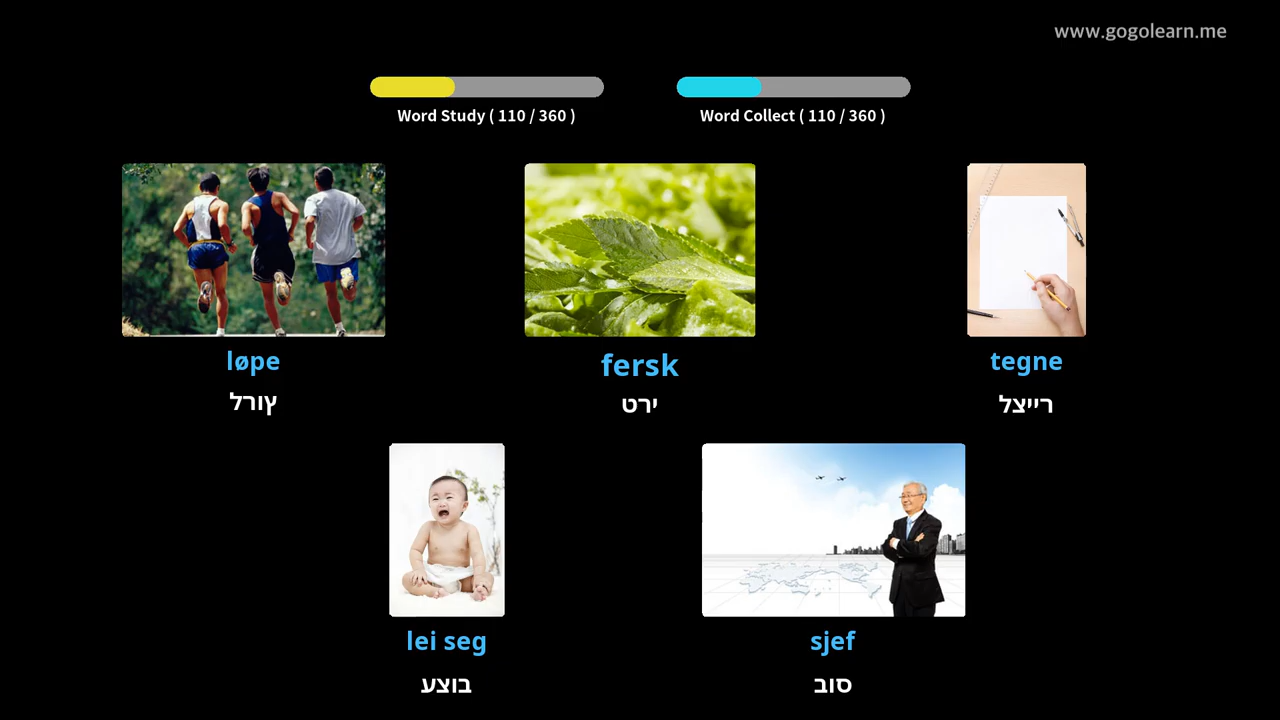 www.gogolearn.me
Word Study ( 110 / 360 )
Word Collect ( 110 / 360 )
løpe
fersk
tegne
ץורל
ירט
רייצל
lei seg
sjef
בוצע
סוב